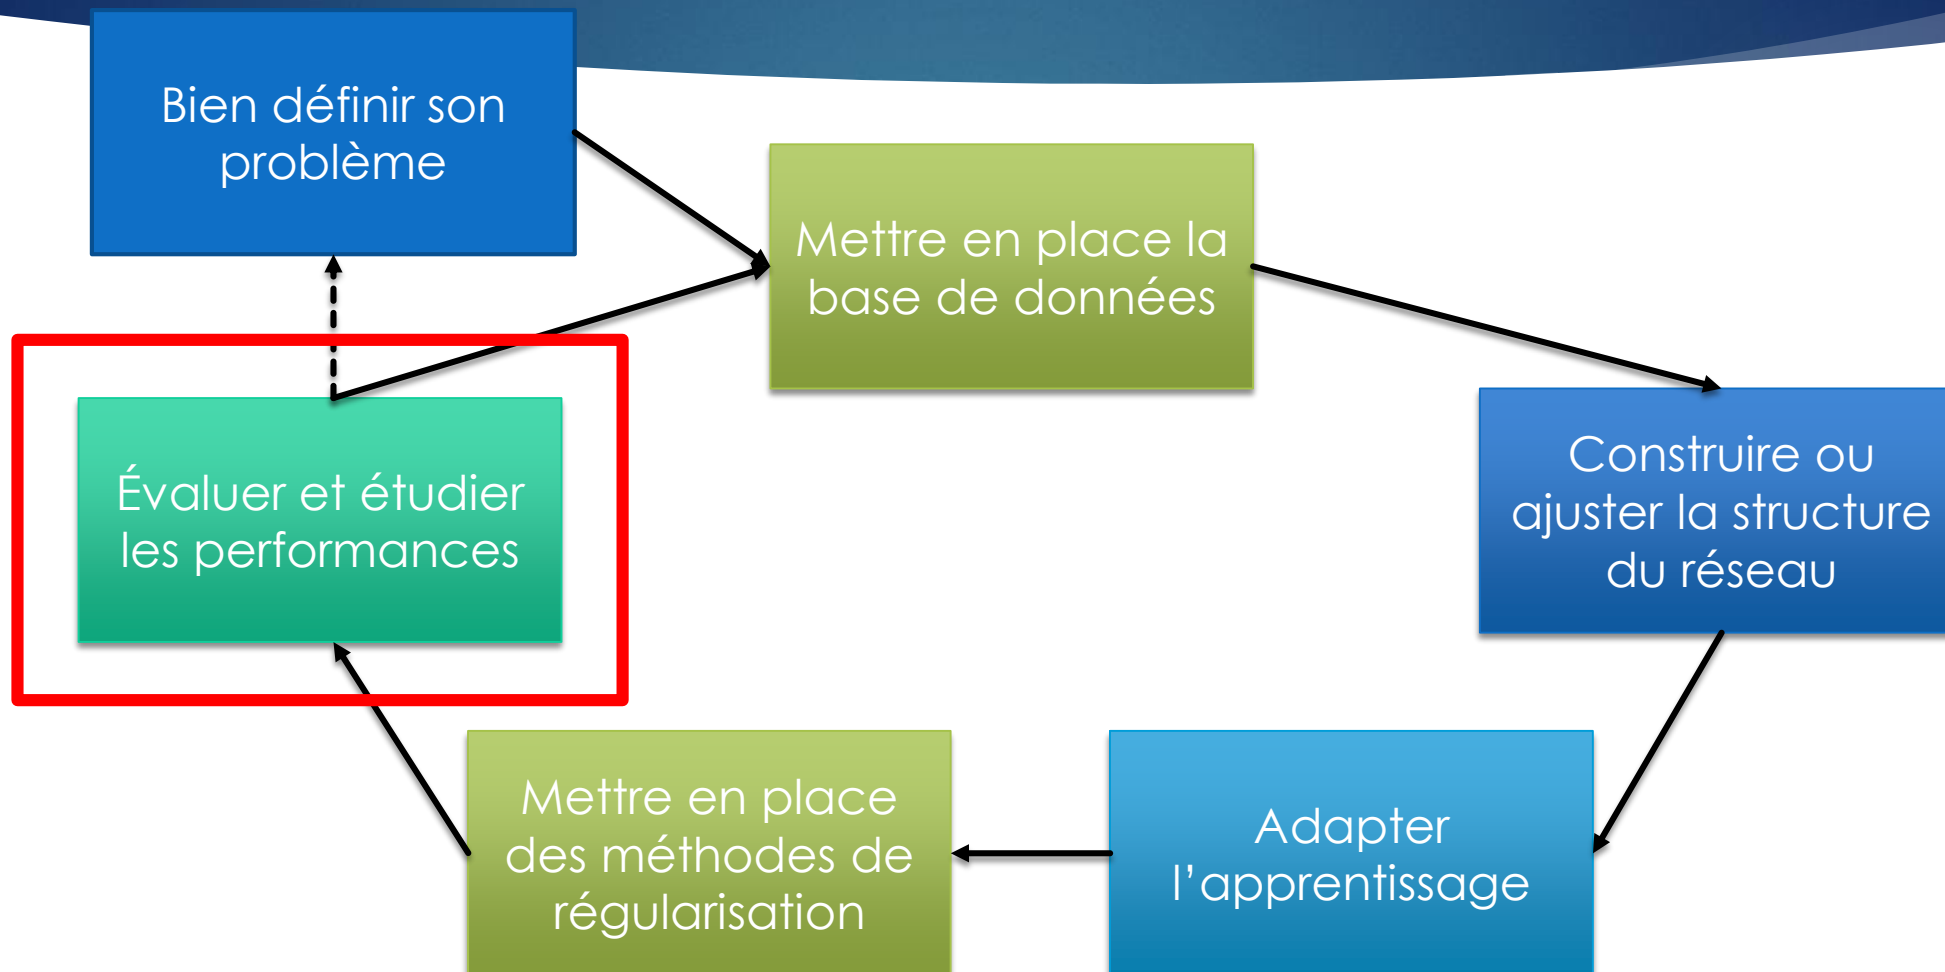 Bien définir son
problème
Mettre en place la
base de données
Construire ou
ajuster la structure
du réseau
Adapter
l’apprentissage
Mettre en place
des méthodes de
régularisation
Évaluer et étudier
les performances